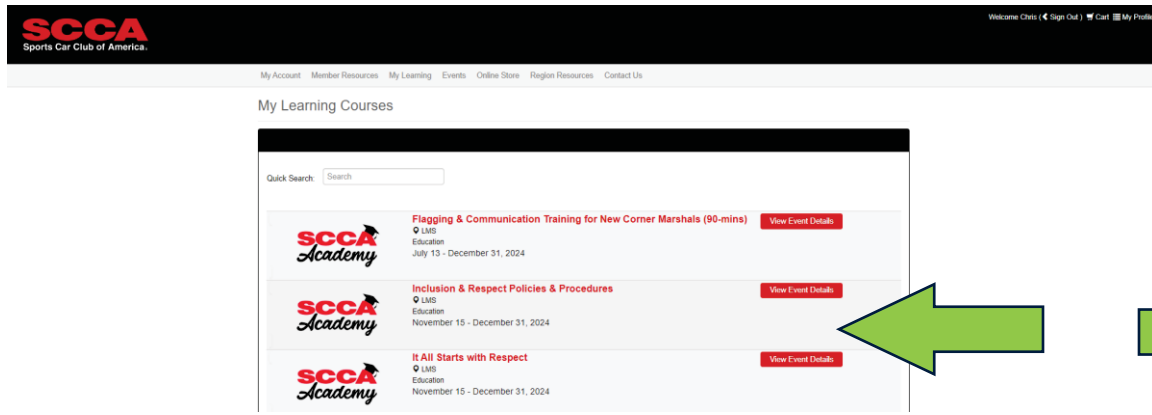 SCCA
Sports Car Club of America.
Welcome Chris ( Sign Out ) Cart My Profile
My Account Member Resources My Learning Events Online Store Region Resources Contact Us
My Learning Courses
Quick Search: Search
SCCA Academy
Flagging & Communication Training for New Corner Marshals (90-mins)
LMS
Education
July 13 - December 31, 2024
View Event Details
SCCA Academy
Inclusion & Respect Policies & Procedures
LMS
Education
November 15 - December 31, 2024
View Event Details
SCCA Academy
It All Starts with Respect
LMS
Education
November 15 - December 31, 2024
View Event Details